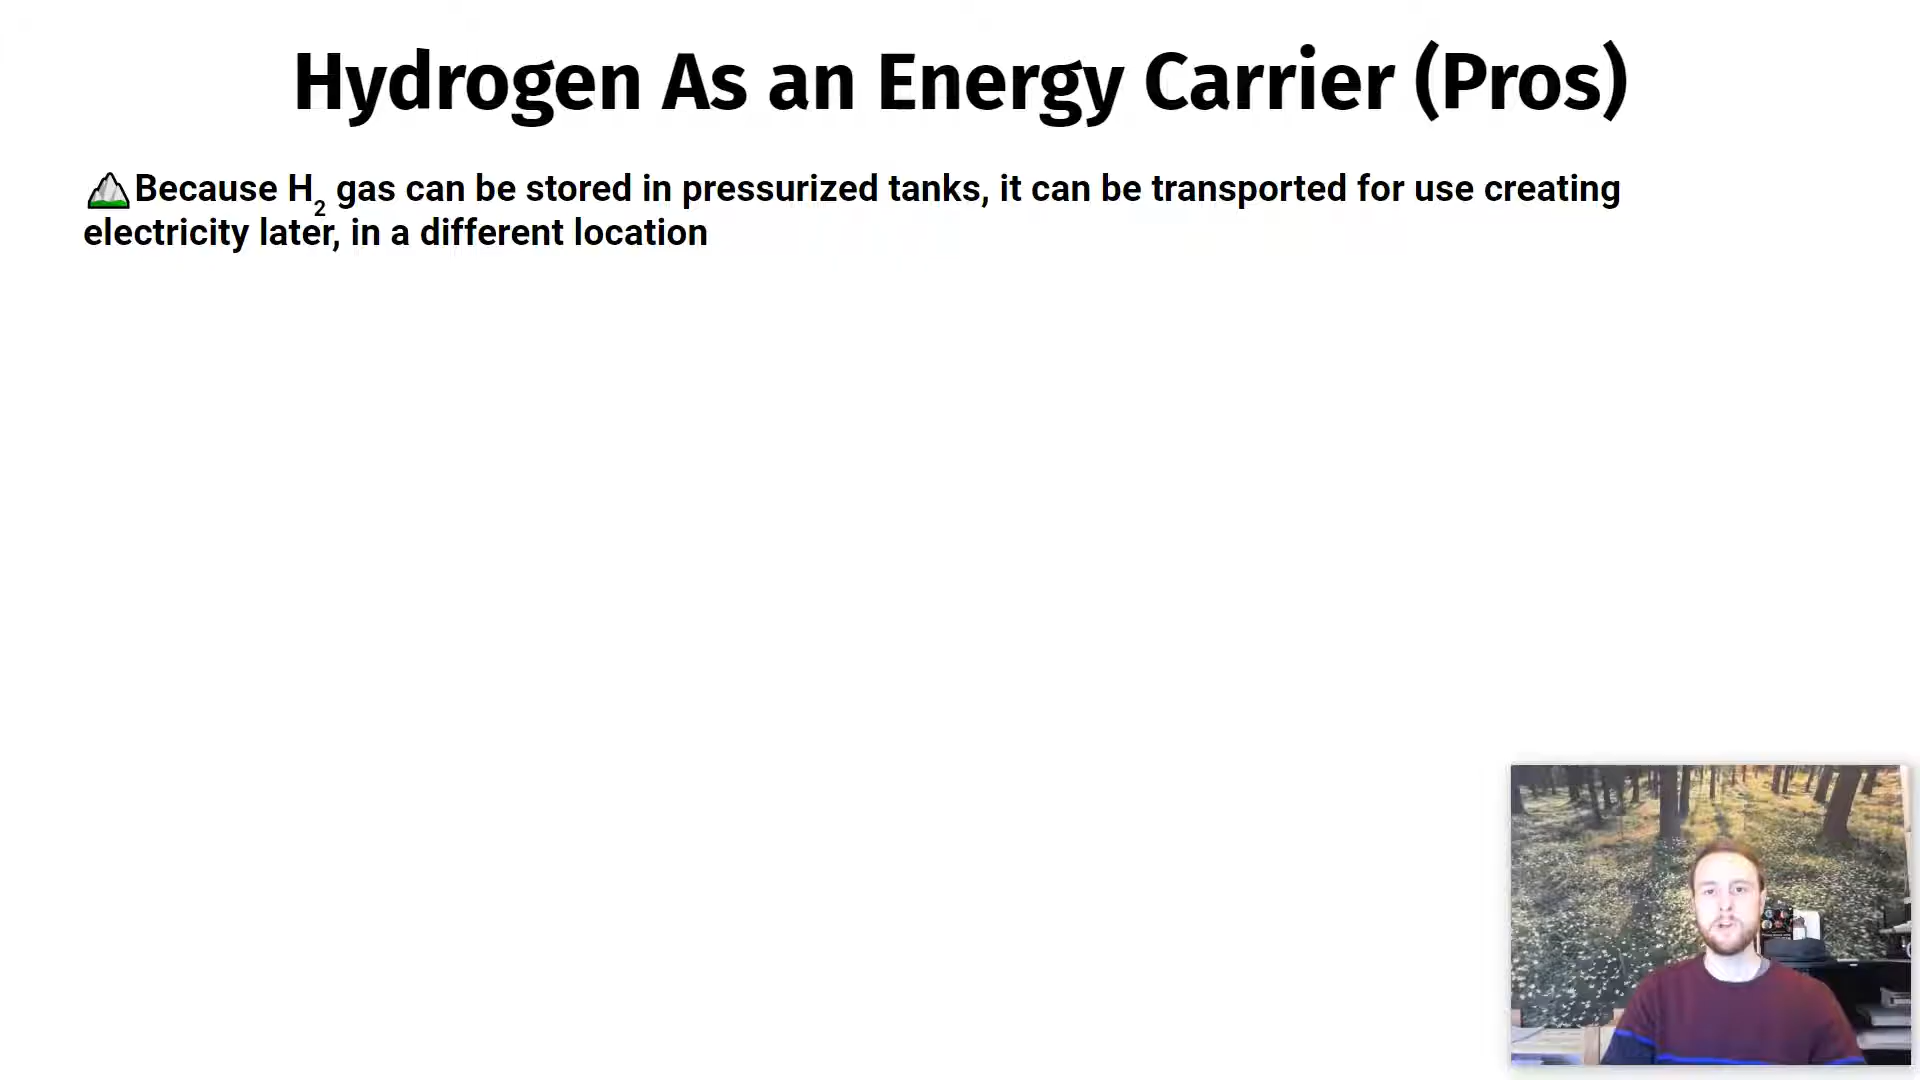 Hydrogen As an Energy Carrier (Pros)
Because H₂ gas can be stored in pressurized tanks, it can be transported for use creating
electricity later, in a different location